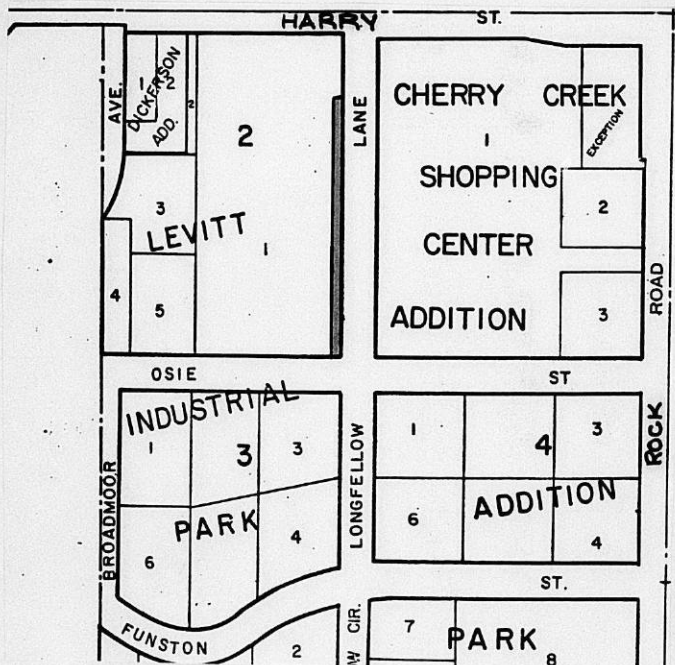 HARRY ST.
AVE.
1 2
3
DICKERSON
ADD.
2
2
LANE
CHERRY CREEK
1
EXCEPTION
SHOPPING
2
3
LEVITT
1
CENTER
4
5
ADDITION
3
ROAD
OSIE ST
INDUSTRIAL
1
3
3
1
4
3
ROCK
BROADMOOR
PARK
6
4
LONGFELLOW
6
ADDITION
4
ST.
FUNSTON
2
CIR.
7
PARK
8